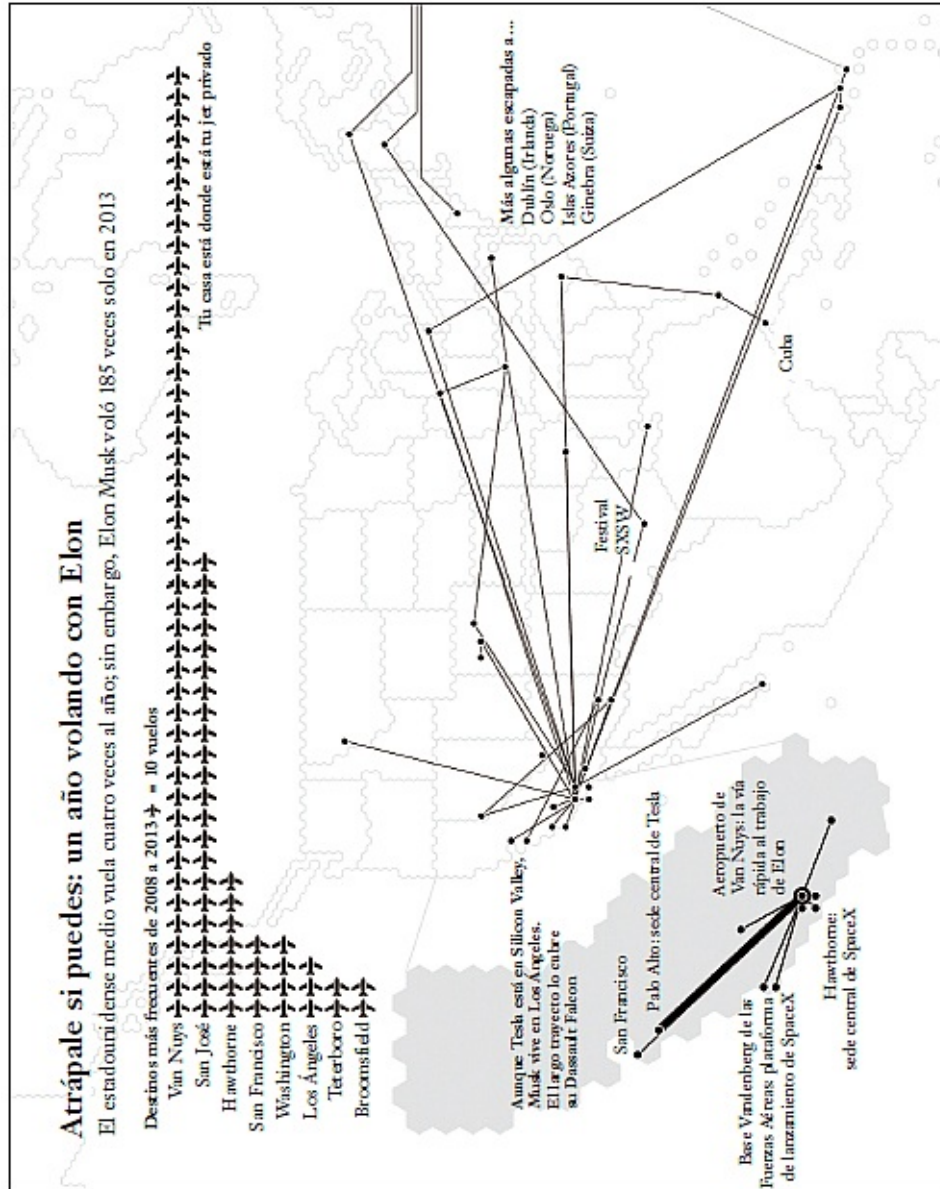 Atrápale si puedes: un año volando con Elon
El estadounidense medio vuela cuatro veces al año; sin embargo, Elon Musk voló 185 veces solo en 2013
Destinos más frecuentes de 2008 a 2013 = 10 vuelos
Van Nuys
San José
Hawthorne
San Francisco
Washington
Los Ángeles
Teterboro
Broomsfield
Tu casa está donde está tu jet privado
Aunque Tesla está en Silicon Valley,
Musk vive en Los Ángeles.
El largo trayecto lo cubre
su Dassault Falcon
Más algunas escapadas a...
Dublín (Irlanda)
Oslo (Noruega)
Islas Azores (Portugal)
Ginebra (Suiza)
Festival
SXSW
Cuba
San Francisco
Palo Alto: sede central de Tesla
Aeropuerto de
Van Nuys: la vía
rápida al trabajo
de Elon
Base Vandenberg de las
Fuerzas Aéreas: plataforma
de lanzamiento de SpaceX
Hawthorne:
sede central de SpaceX